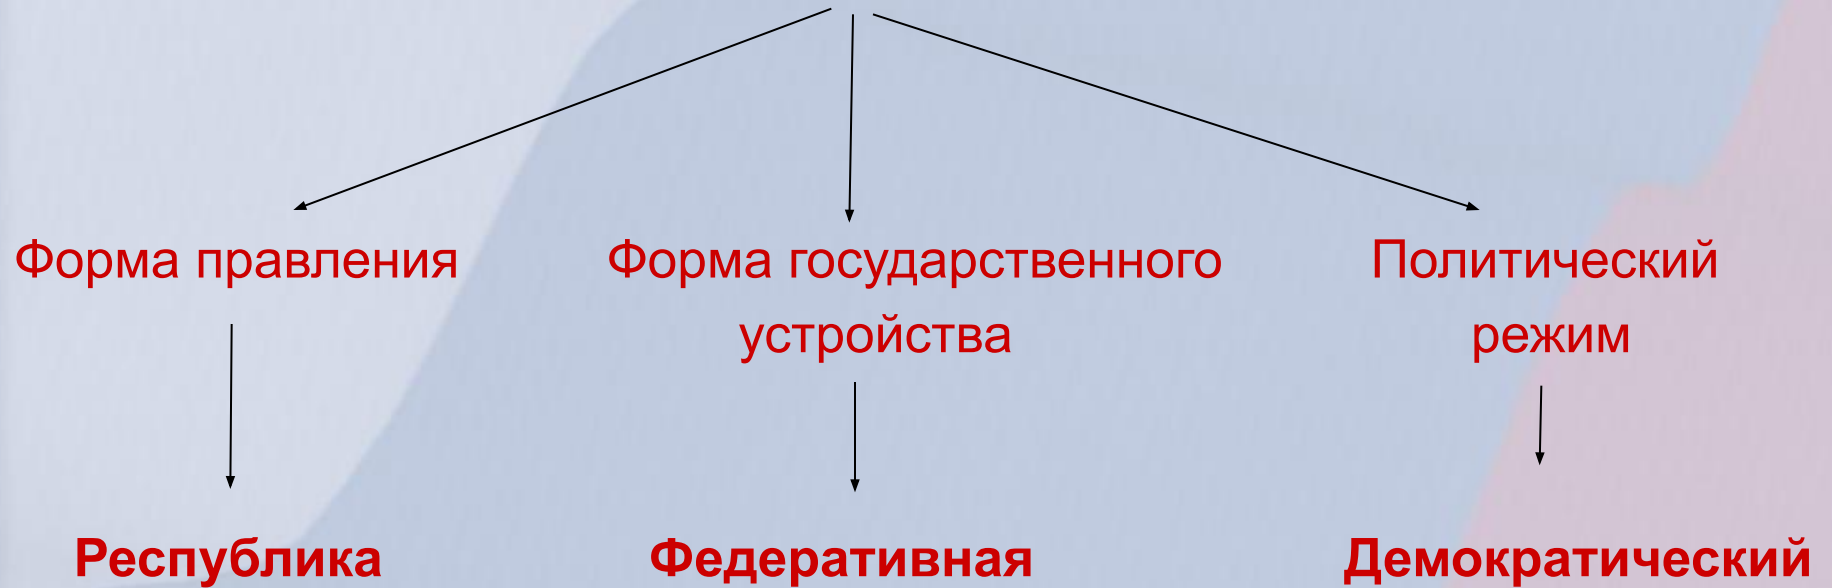 Форма правления
Форма государственного
устройства
Политический
режим
Республика
Федеративная
Демократический